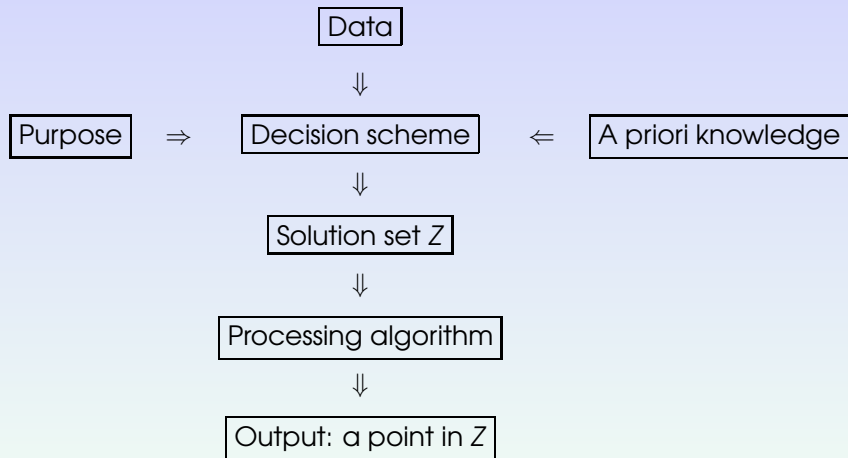 Data
⇓
Purpose ⇒ Decision scheme ⇐ A priori knowledge
⇓
Solution set Z
⇓
Processing algorithm
⇓
Output: a point in Z